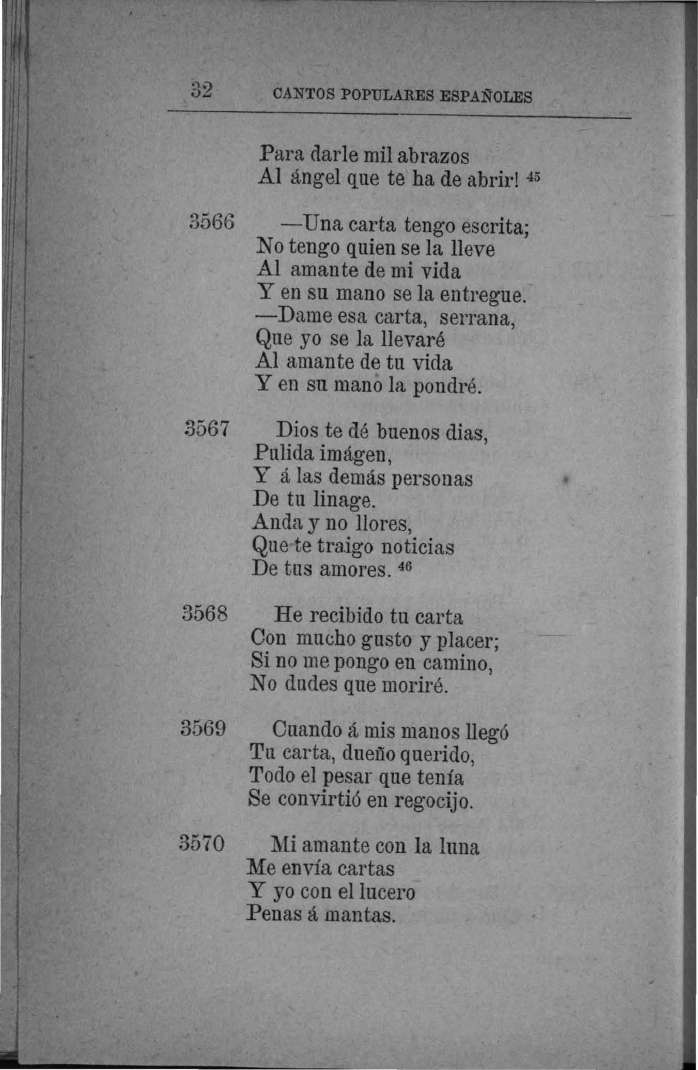 32 CANTOS POPULARES ESPAÑOLES
Para darle mil abrazos
Al ángel que te ha de abrir! 45
3566 —Una carta tengo escrita;
No tengo quien se la lleve
Al amante de mi vida
Y en su mano se la entregue.
—Dame esa carta, serrana,
Que yo se la llevaré
Al amante de tu vida
Y en su mano la pondré.
3567 Dios te dé buenos dias,
Pulida imágen,
Y á las demás personas
De tu linage.
Anda y no llores,
Que te traigo noticias
De tus amores. 46
3568 He recibido tu carta
Con mucho gusto y placer;
Si no me pongo en camino,
No dudes que moriré.
3569 Cuando á mis manos llegó
Tu carta, dueño querido,
Todo el pesar que tenía
Se convirtió en regocijo.
3570 Mi amante con la luna
Me envía cartas
Y yo con el lucero
Penas á mantas.